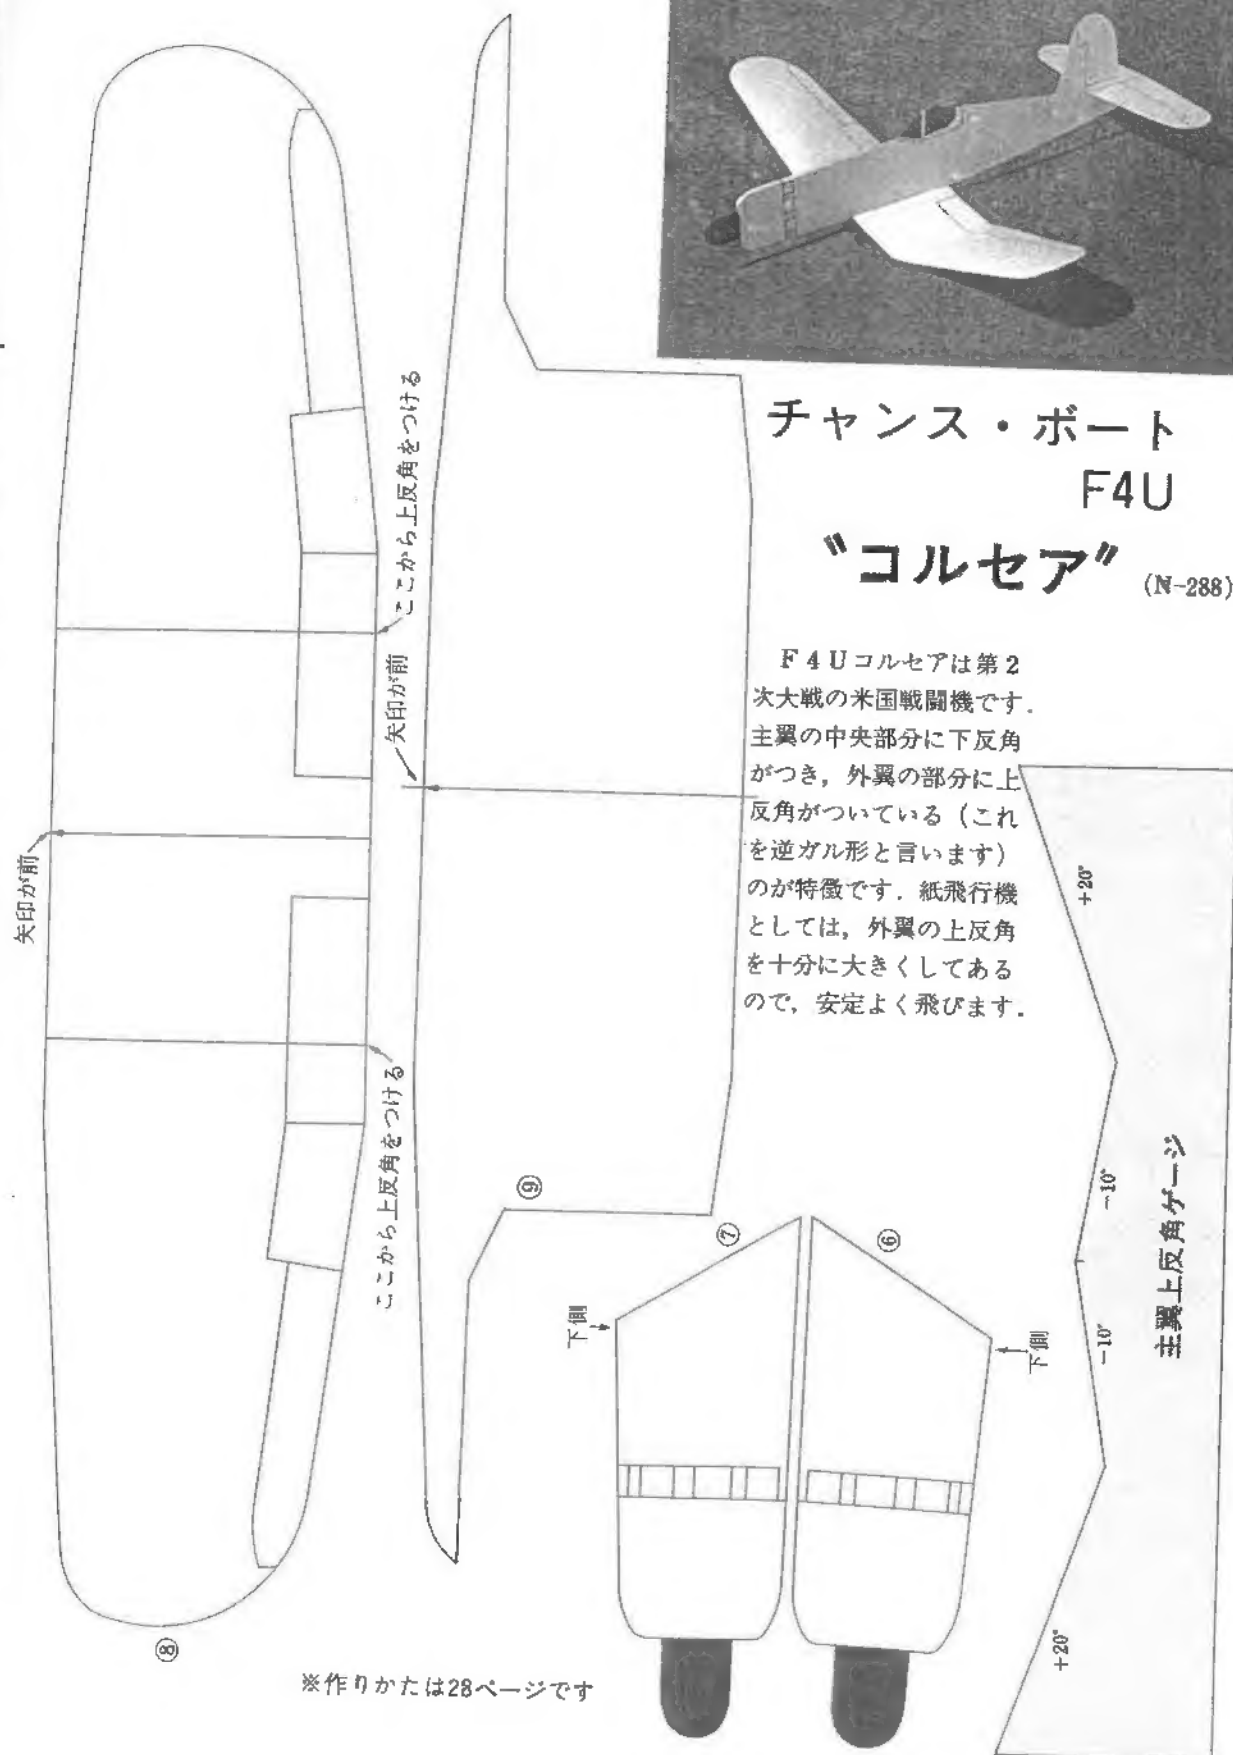 チャンス・ボート
F4U
〝コルセア〞 (N-288)
F4Uコルセアは第2
次大戦の米国戦闘機です.
主翼の中央部分に下反角
がつき, 外翼の部分に上
反角がついている (これ
を逆ガル形と言います)
のが特徴です. 紙飛行機
としては, 外翼の上反角
を十分に大きくしてある
ので, 安定よく飛びます.
ここから上反角をつける
矢印が前
矢印が前
ここから上反角をつける
⑧
⑨
⑦
⑥
下側
下側
+20°
-10°
-10°
+20°
主翼上反角ゲージ
※作りかたは28ページです